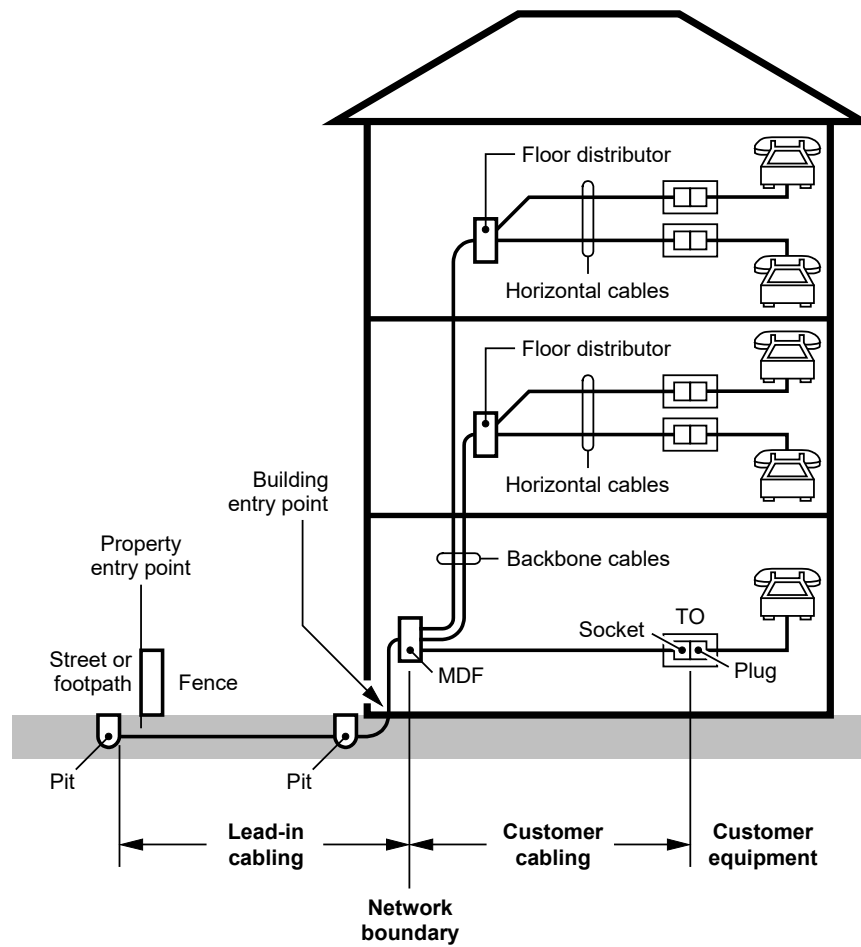 Floor distributor
Horizontal cables
Floor distributor
Horizontal cables
Building
entry point
Property
entry point
Backbone cables
TO
Socket
Plug
MDF
Street or
footpath
Fence
Pit
Pit
Lead-in
cabling
Customer
cabling
Customer
equipment
Network
boundary